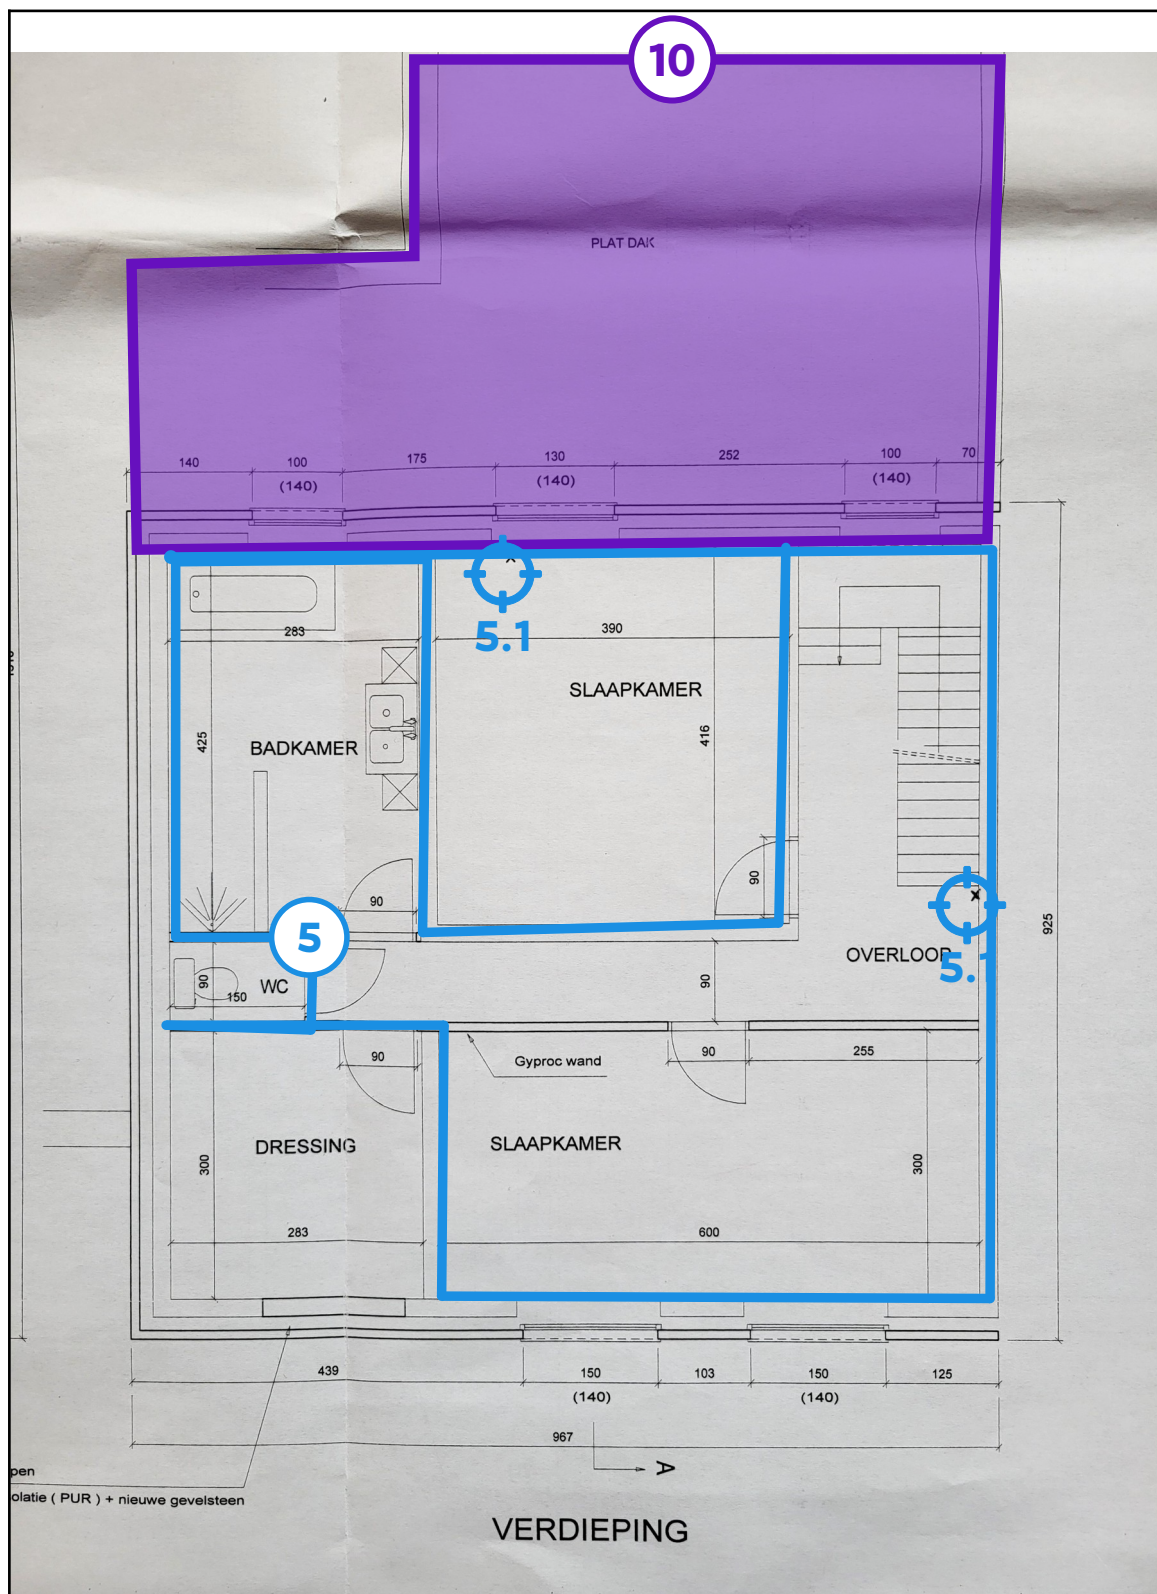 10
PLAT DAK
140 100 175 130 252 100 70
(140) (140) (140)
5.1
283 390
SLAAPKAMER
425 BADKAMER 416
90 90
5
925
OVERLOOP
5.1
90 WC 90
150
Gyproc wand 90 255
90
DRESSING SLAAPKAMER
300 300
283 600
439 150 103 150 125
(140) (140)
967
A
pen
olatie ( PUR ) + nieuwe gevelsteen
VERDIEPING